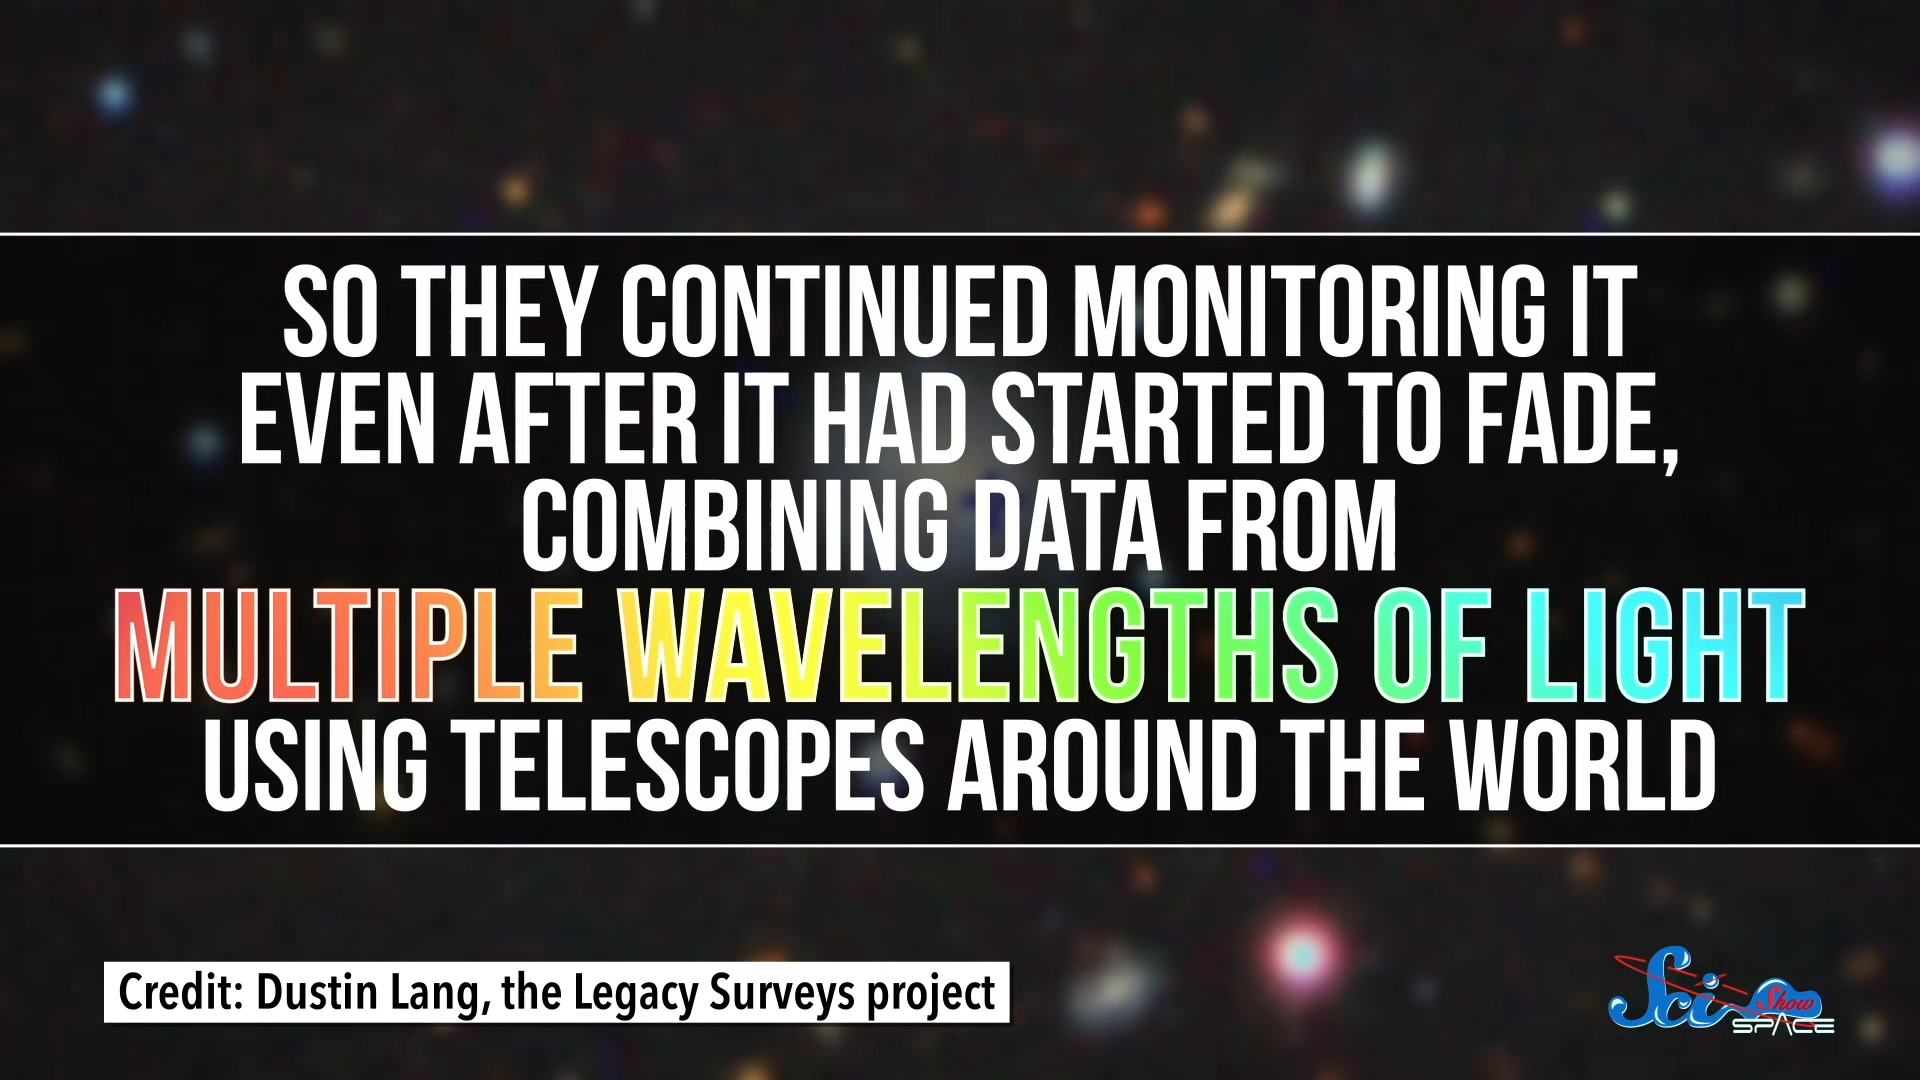 SO THEY CONTINUED MONITORING IT
EVEN AFTER IT HAD STARTED TO FADE,
COMBINING DATA FROM
MULTIPLE WAVELENGTHS OF LIGHT
USING TELESCOPES AROUND THE WORLD
Credit: Dustin Lang, the Legacy Surveys project
Sci Show
SPACE